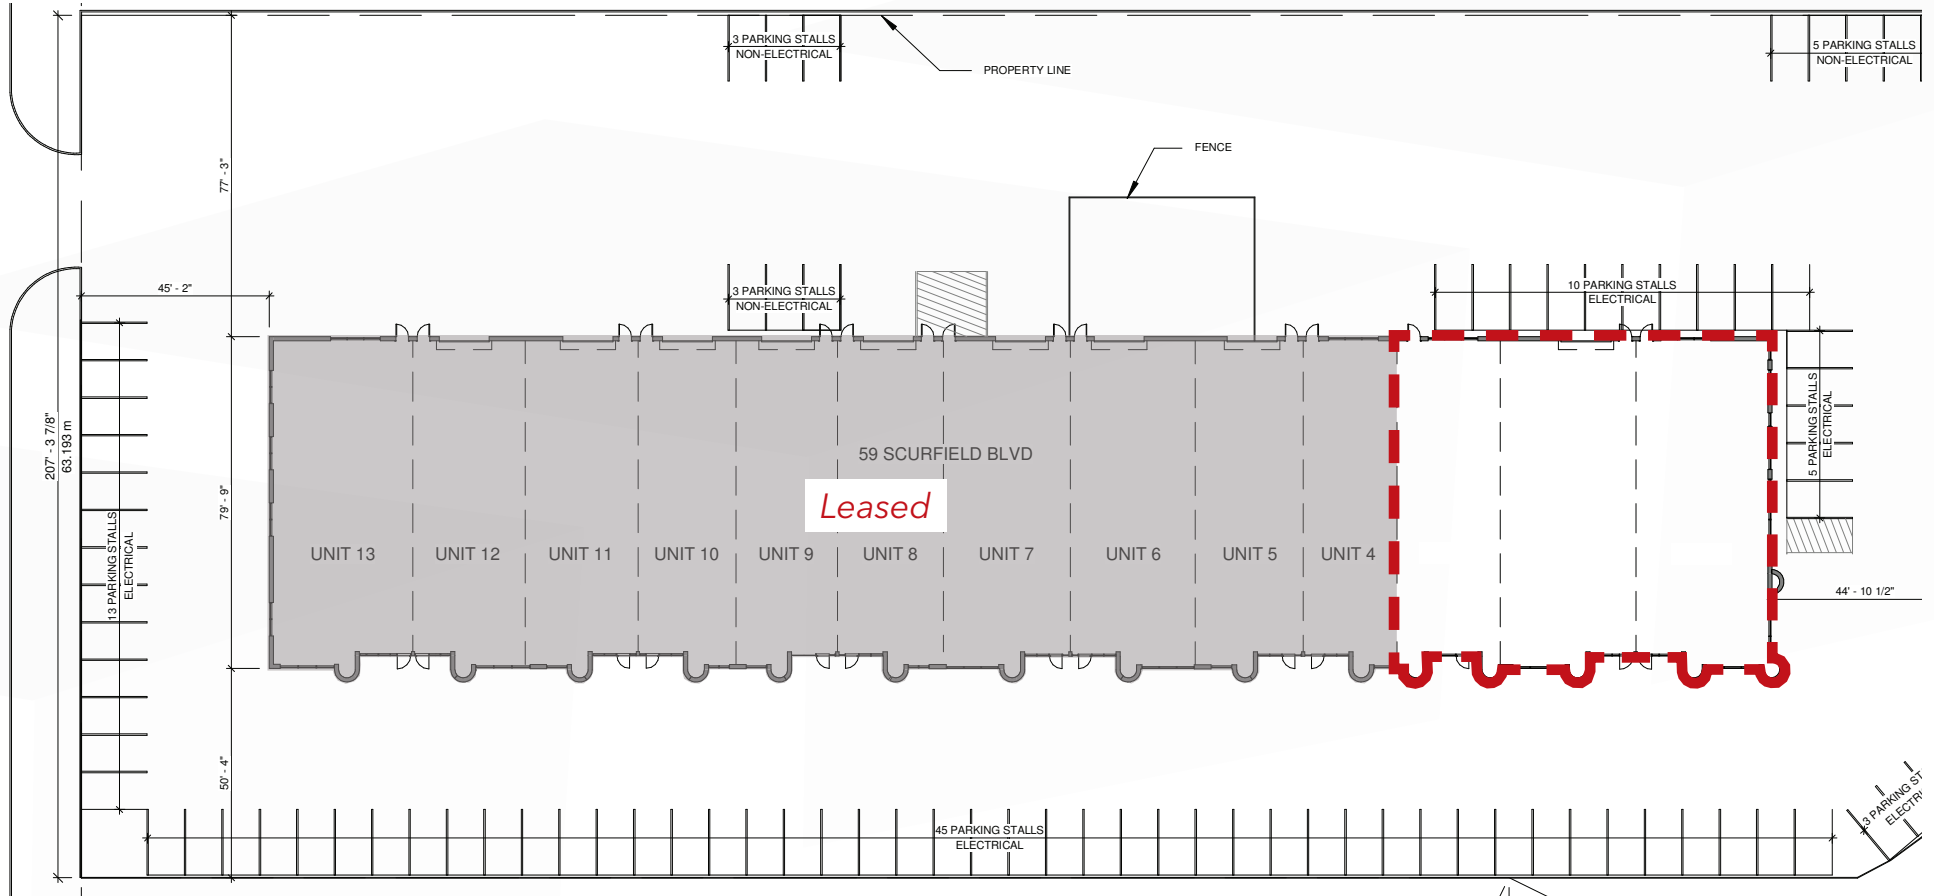 3 PARKING STALLS
NON-ELECTRICAL
5 PARKING STALLS
NON-ELECTRICAL
PROPERTY LINE
FENCE
77' - 3"
45' - 2"
3 PARKING STALLS
NON-ELECTRICAL
10 PARKING STALLS
ELECTRICAL
207' - 3 7/8"
63.193 m
79' - 9"
59 SCURFIELD BLVD
Leased
5 PARKING STALLS
ELECTRICAL
13 PARKING STALLS
ELECTRICAL
UNIT 13
UNIT 12
UNIT 11
UNIT 10
UNIT 9
UNIT 8
UNIT 7
UNIT 6
UNIT 5
UNIT 4
44' - 10 1/2"
50' - 4"
45 PARKING STALLS
ELECTRICAL
3 PARKING